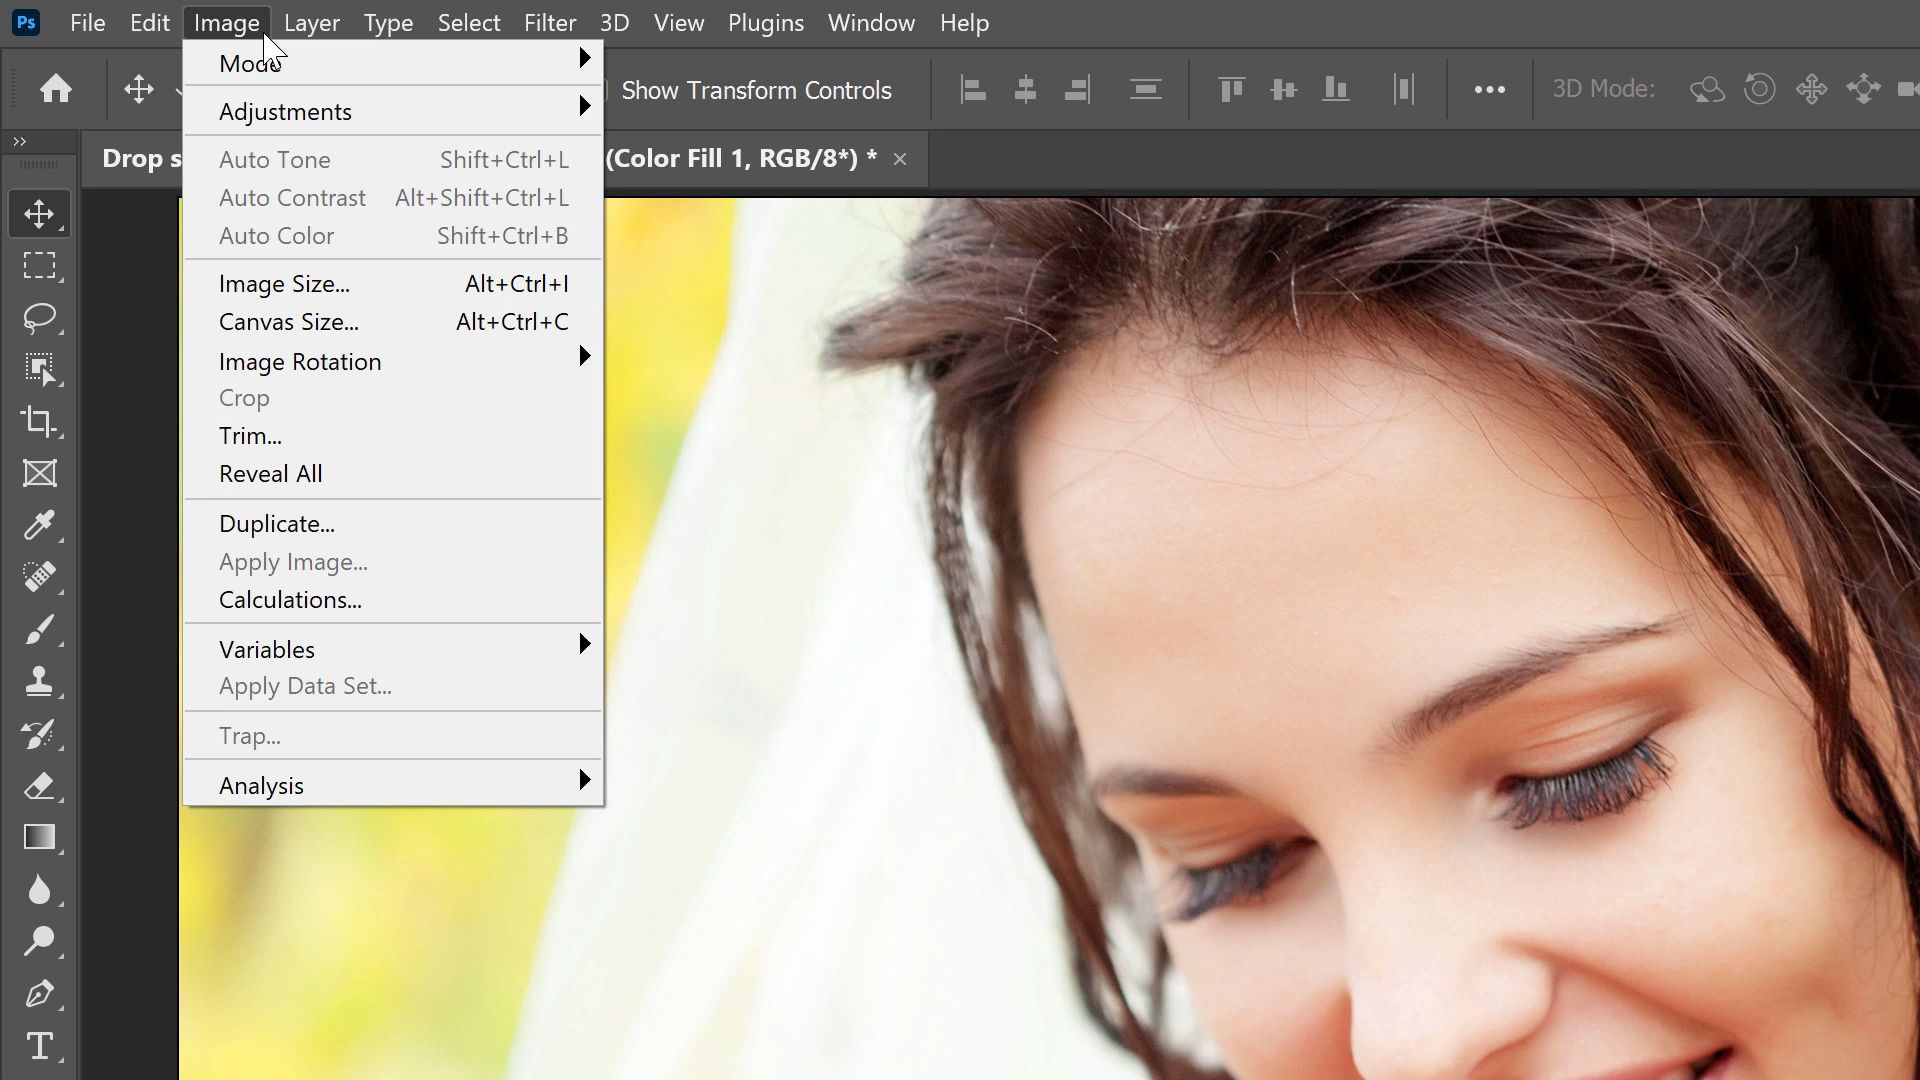 Ps File Edit Image Layer Type Select Filter 3D View Plugins Window Help
Show Transform Controls 3D Mode:
Drop s (Color Fill 1, RGB/8*) * ×
Mode
Adjustments
Auto Tone Shift+Ctrl+L
Auto Contrast Alt+Shift+Ctrl+L
Auto Color Shift+Ctrl+B
Image Size... Alt+Ctrl+I
Canvas Size... Alt+Ctrl+C
Image Rotation
Crop
Trim...
Reveal All
Duplicate...
Apply Image...
Calculations...
Variables
Apply Data Set...
Trap...
Analysis